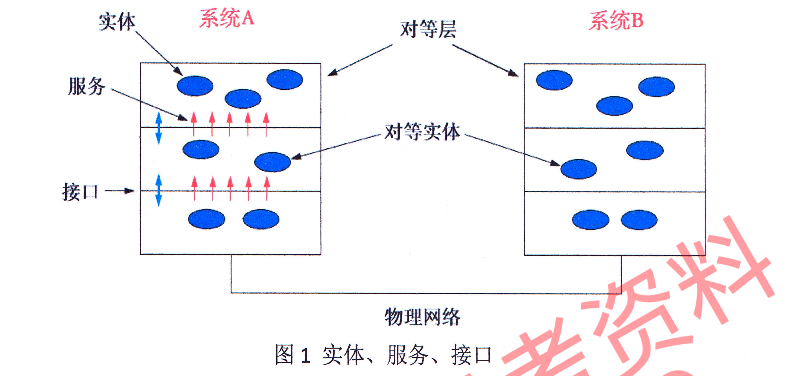 实体
系统A
对等层
系统B
服务
对等实体
接口
物理网络
图 1  实体、服务、接口
考资料